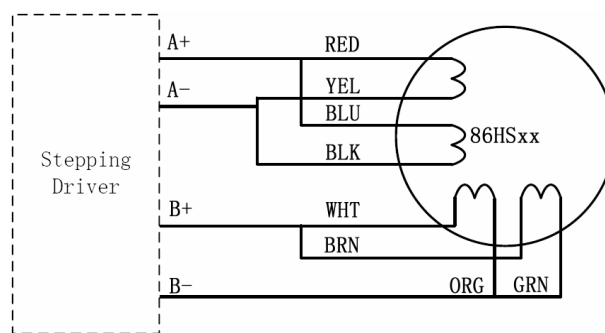 A+
RED
A-
YEL
BLU
86HSxx
BLK
Stepping
Driver
B+
WHT
BRN
B-
ORG
GRN